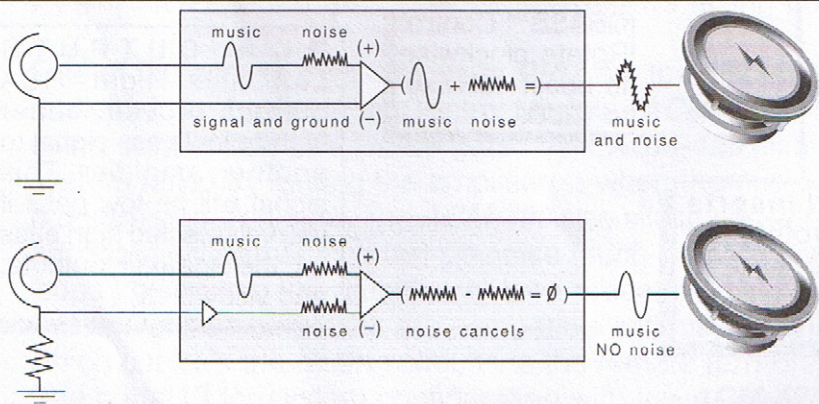 music noise
(+)
( + =)
signal and ground (-) music noise music
and noise
music noise
(+)
( - = Ø )
noise (-) noise cancels music
NO noise